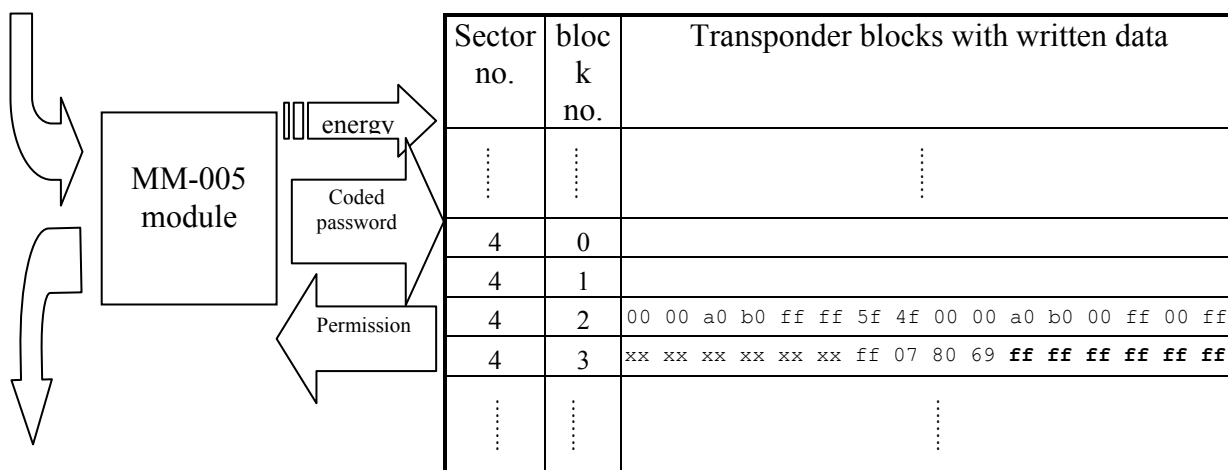 MM-005
module
energy
Coded
password
Permission
Sector no. bloc k no. Transponder blocks with written data
4 0
4 1
4 2 00 00 a0 b0 ff ff 5f 4f 00 00 a0 b0 00 ff 00 ff
4 3 xx xx xx xx xx xx ff 07 80 69 ff ff ff ff ff ff